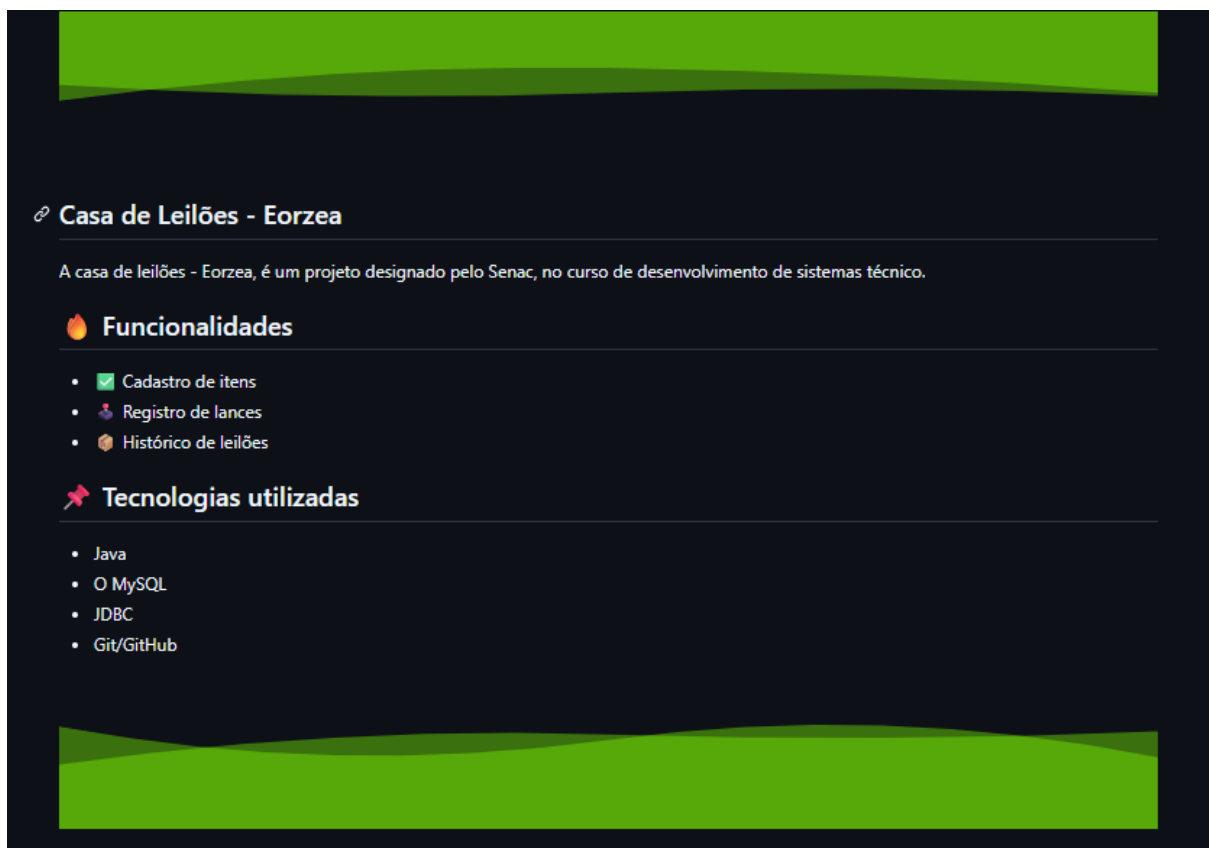 Casa de Leilões - Eorzea
A casa de leilões - Eorzea, é um projeto designado pelo Senac, no curso de desenvolvimento de sistemas técnico.
Funcionalidades
Cadastro de itens
Registro de lances
Histórico de leilões
Tecnologias utilizadas
Java
O MySQL
JDBC
Git/GitHub